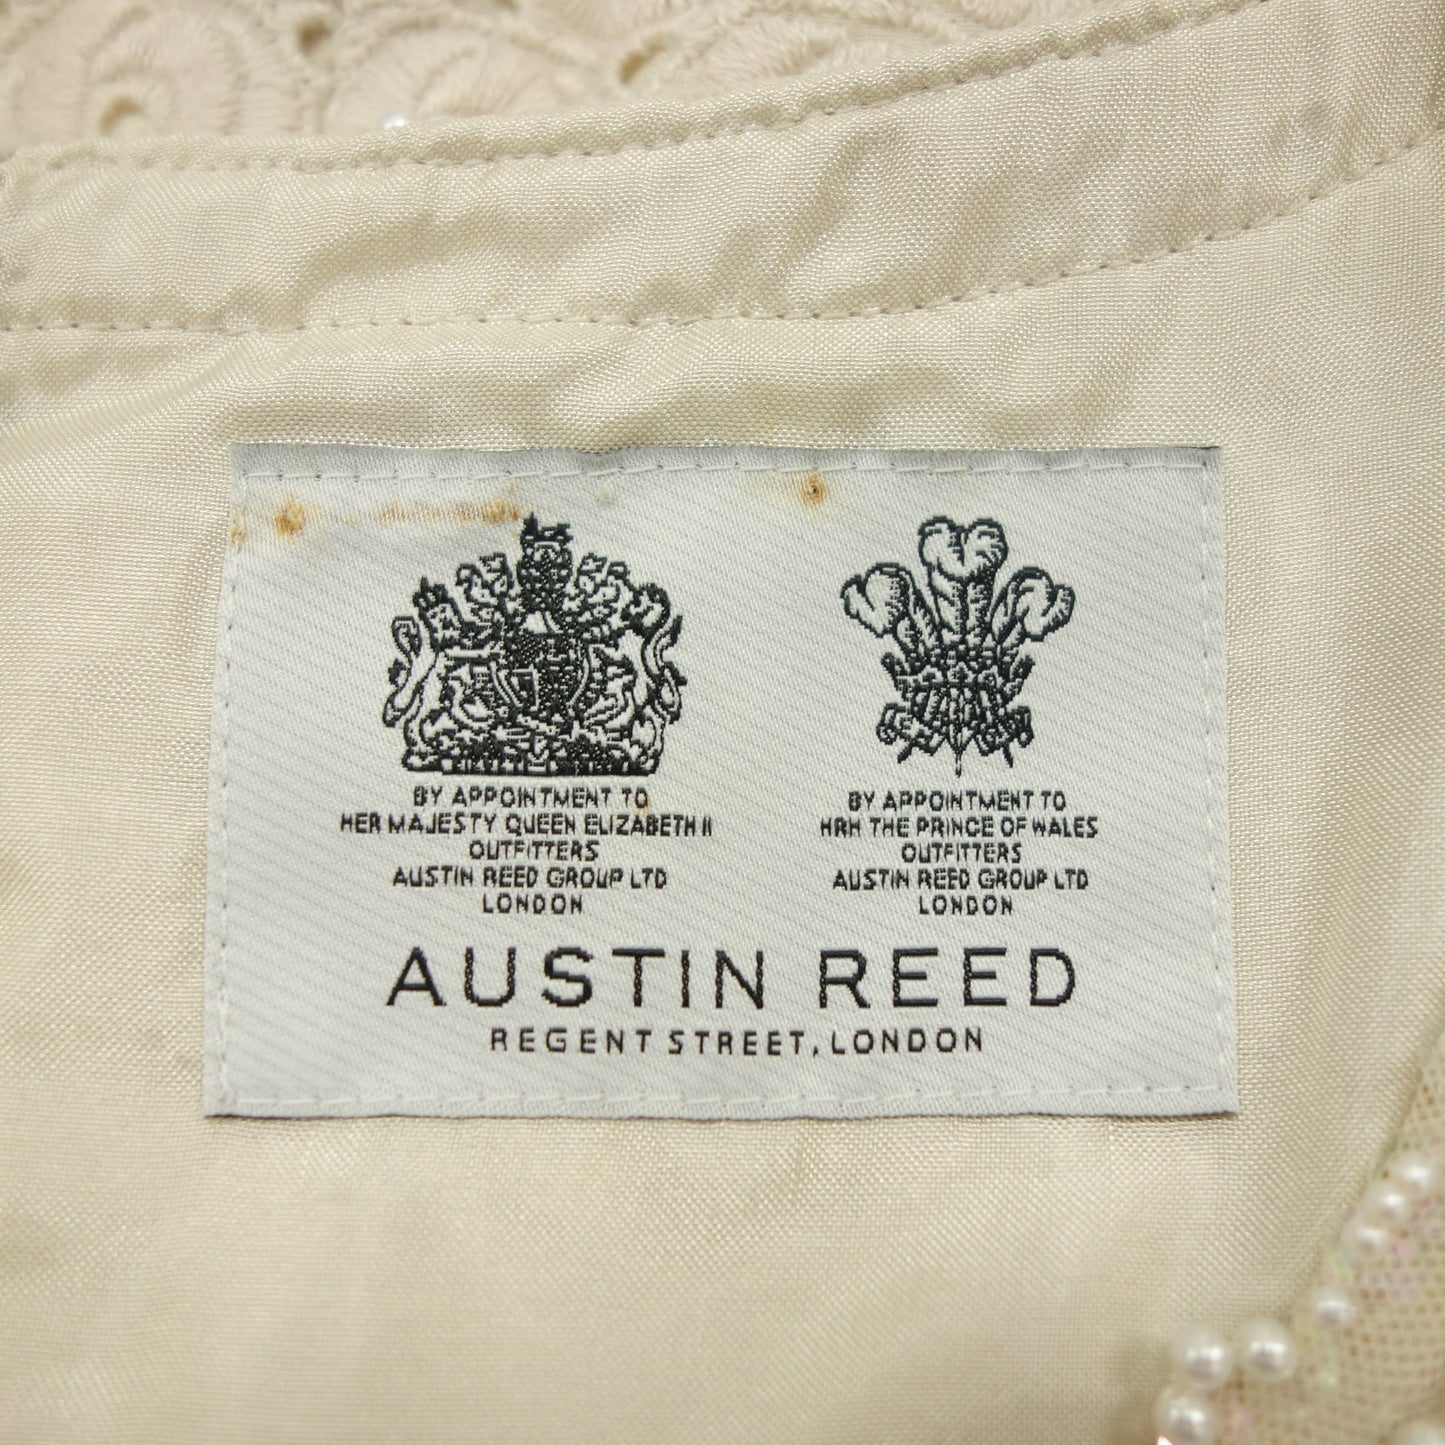 BY APPOINTMENT TO
HER MAJESTY QUEEN ELIZABETH II
OUTFITTERS
AUSTIN REED GROUP LTD
LONDON
BY APPOINTMENT TO
HRH THE PRINCE OF WALES
OUTFITTERS
AUSTIN REED GROUP LTD
LONDON
AUSTIN REED
REGENT STREET, LONDON